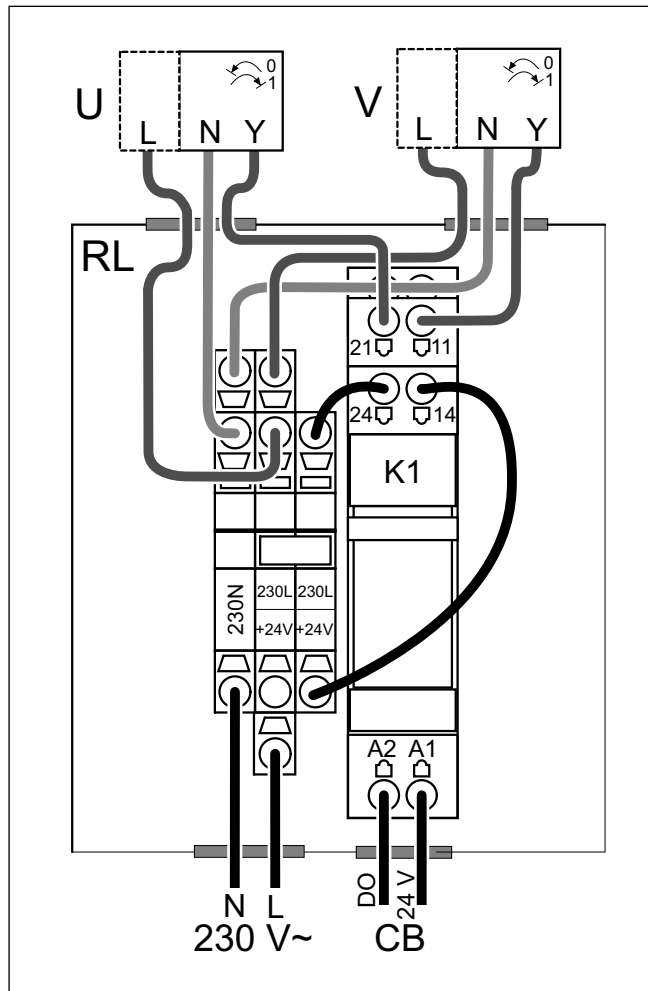 0 0
1 1
U V
L N Y L N Y
RL
21 11
24 14
K1
230N 230L 230L
+24V +24V
A2 A1
DO 24 V
N L
230 V~ CB